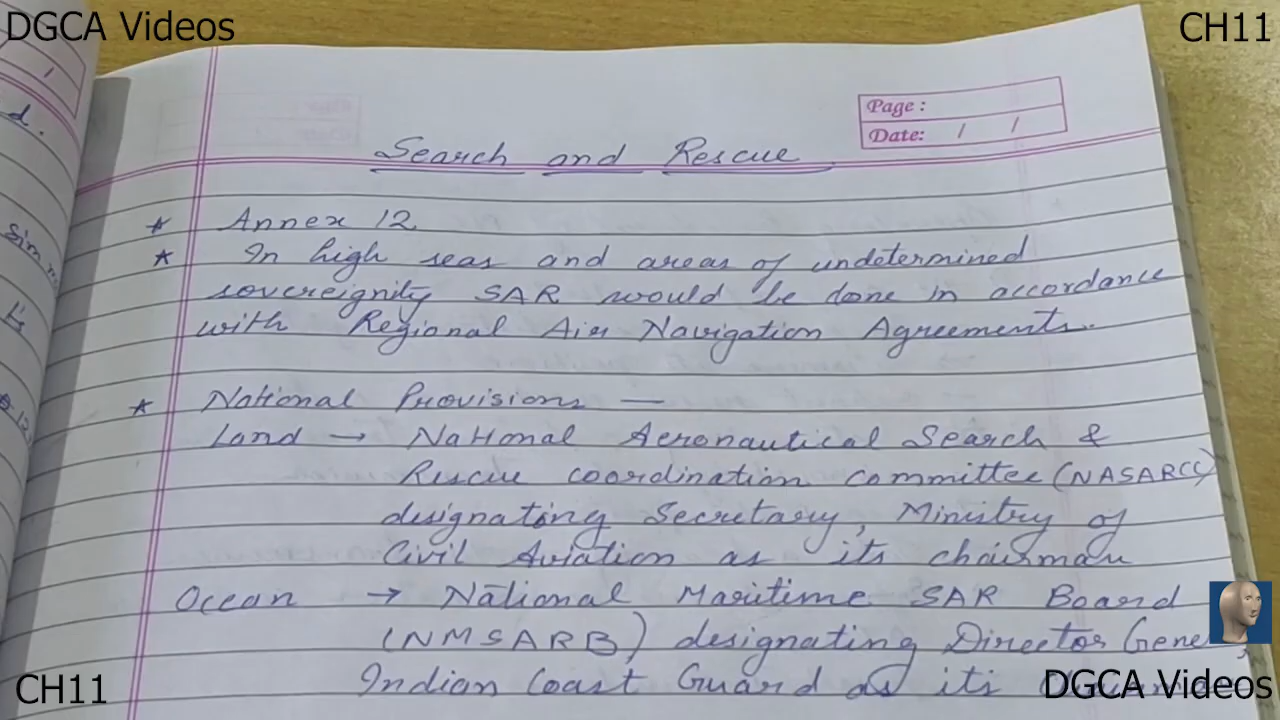 DGCA Videos
CH11
Page :
Date: / /
d.
Search and Rescue
* Annex 12
* In high seas and areas of undetermined
sovereignity SAR would be done in accordance
with Regional Air Navigation Agreements.
* National Provisions —
Land → National Aeronautical Search &
Rescue coordination committee (NASARCC)
designating Secretary, Ministry of
Civil Aviation as its chairman
Ocean → National Maritime SAR Board
(NMSARB) designating Director
Indian Coast Guard as its
CH11
DGCA Videos